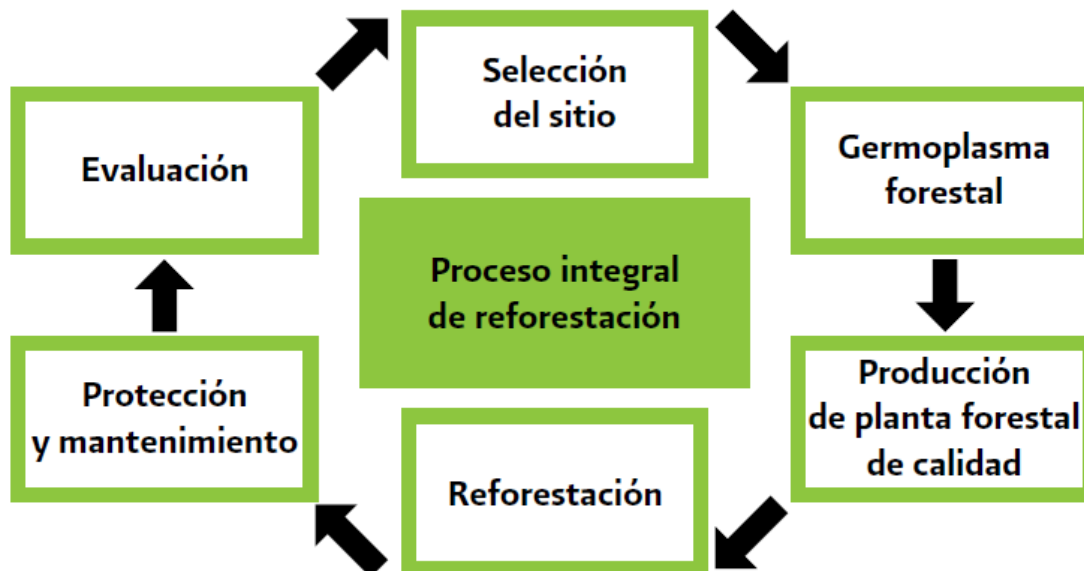 Selección
del sitio
Germoplasma
forestal
Producción
de planta forestal
de calidad
Reforestación
Protección
y mantenimiento
Evaluación
Proceso integral
de reforestación